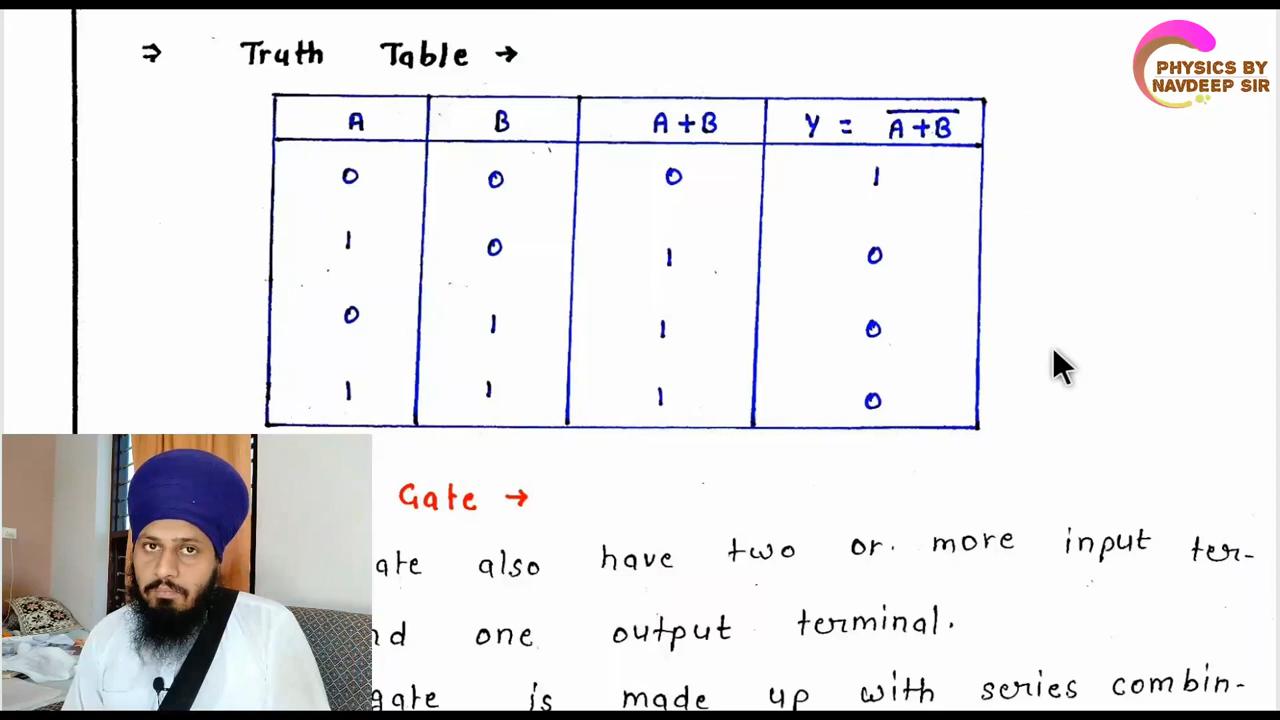 ⇒ Truth Table →
PHYSICS BY
NAVDEEP SIR
A B A+B Y = \overline{A+B}
0 0 0 1
1 0 1 0
0 1 1 0
1 1 1 0
Gate →
ate also have two or more input ter-
nd one output terminal.
gate is made up with series combin-